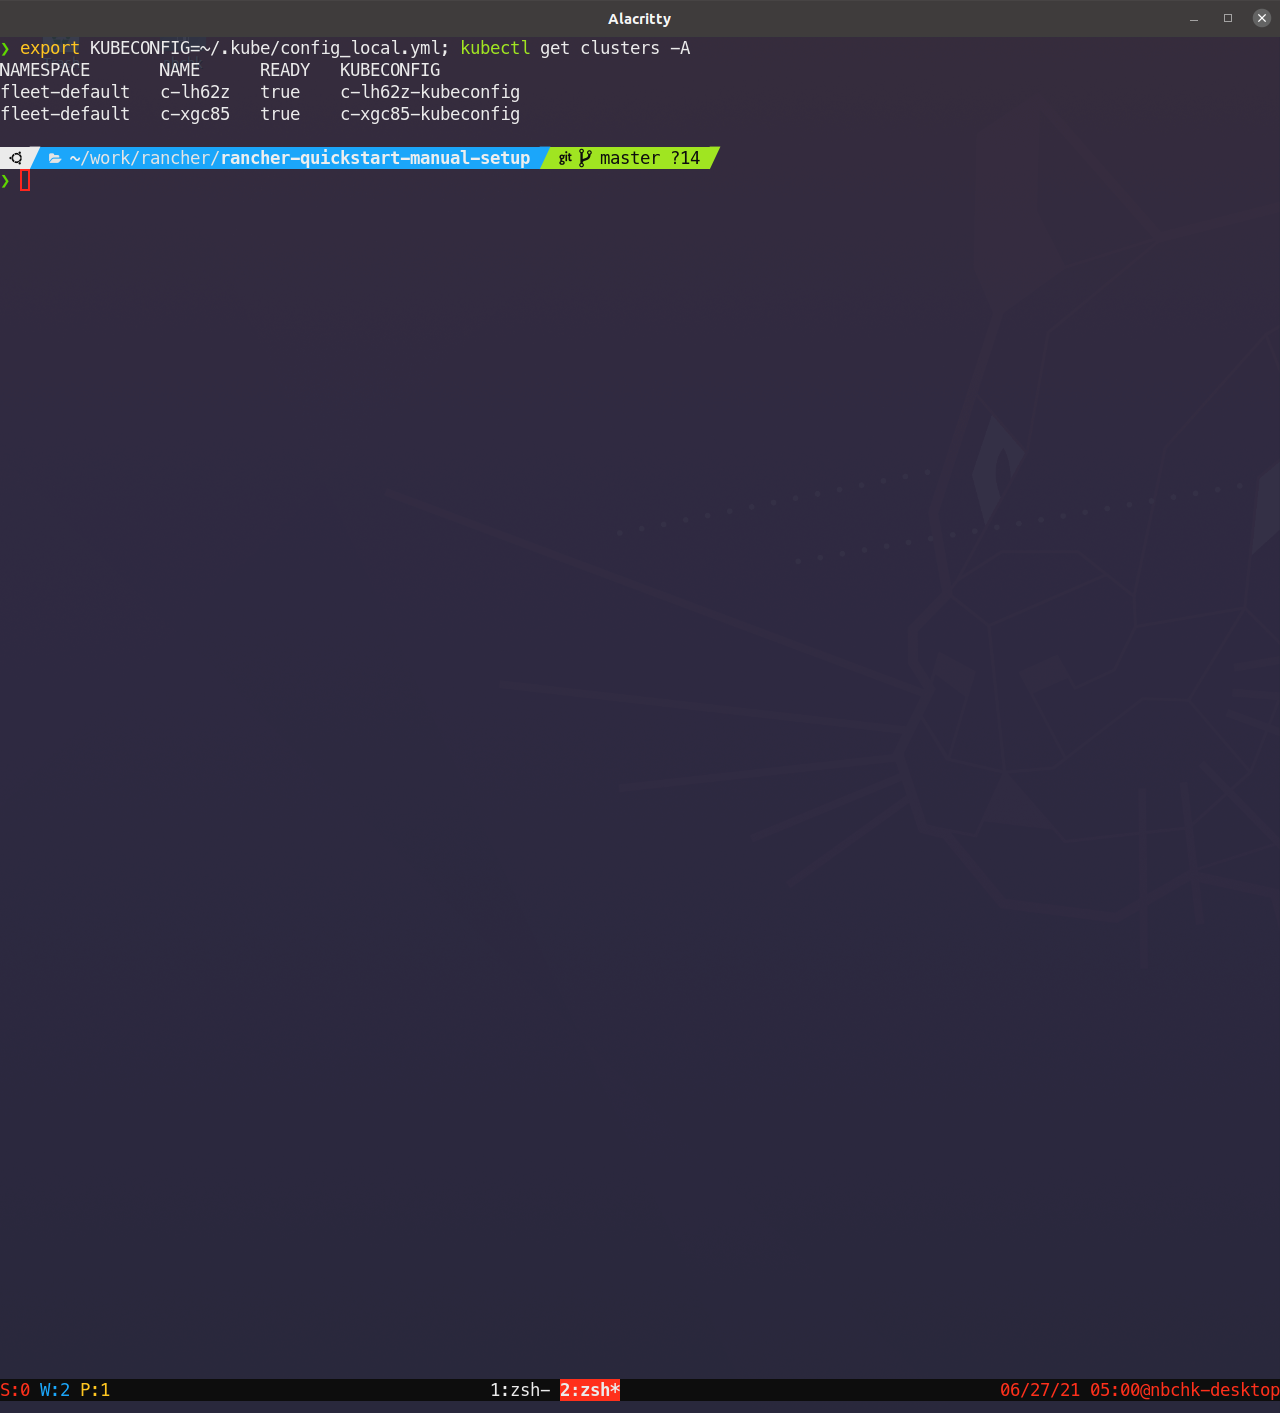 Alacritty
❯ export KUBECONFIG=~/.kube/config_local.yml; kubectl get clusters -A
NAMESPACE       NAME      READY   KUBECONFIG
fleet-default   c-lh62z   true    c-lh62z-kubeconfig
fleet-default   c-xgc85   true    c-xgc85-kubeconfig
~/work/rancher/rancher-quickstart-manual-setup git master ?14
❯
S:0 W:2 P:1 1:zsh- 2:zsh* 06/27/21 05:00@nbchk-desktop